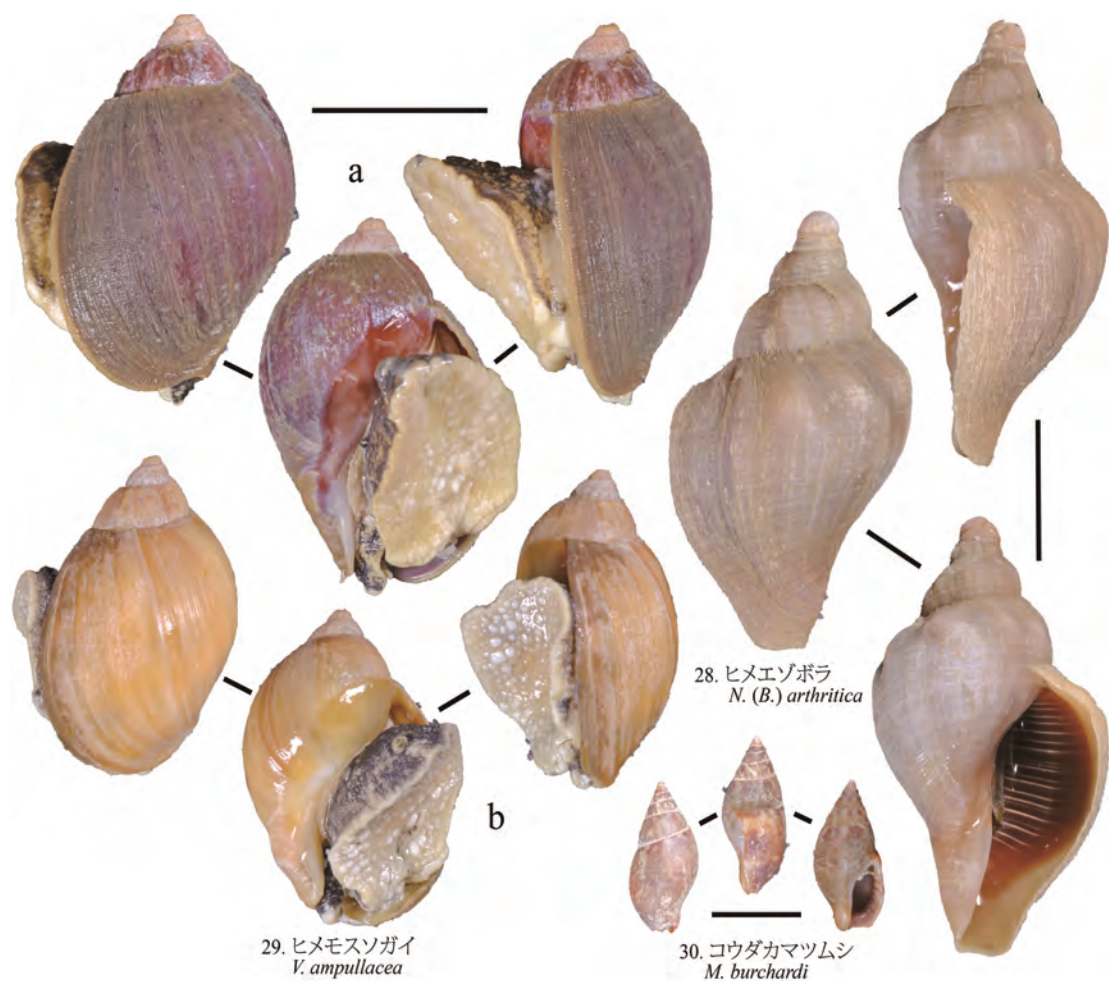 a
28. ヒメエゾボラ
N. (B.) arthritica
b
29. ヒメモスソガイ
V. ampullacea
30. コウダカマツムシ
M. burchardi